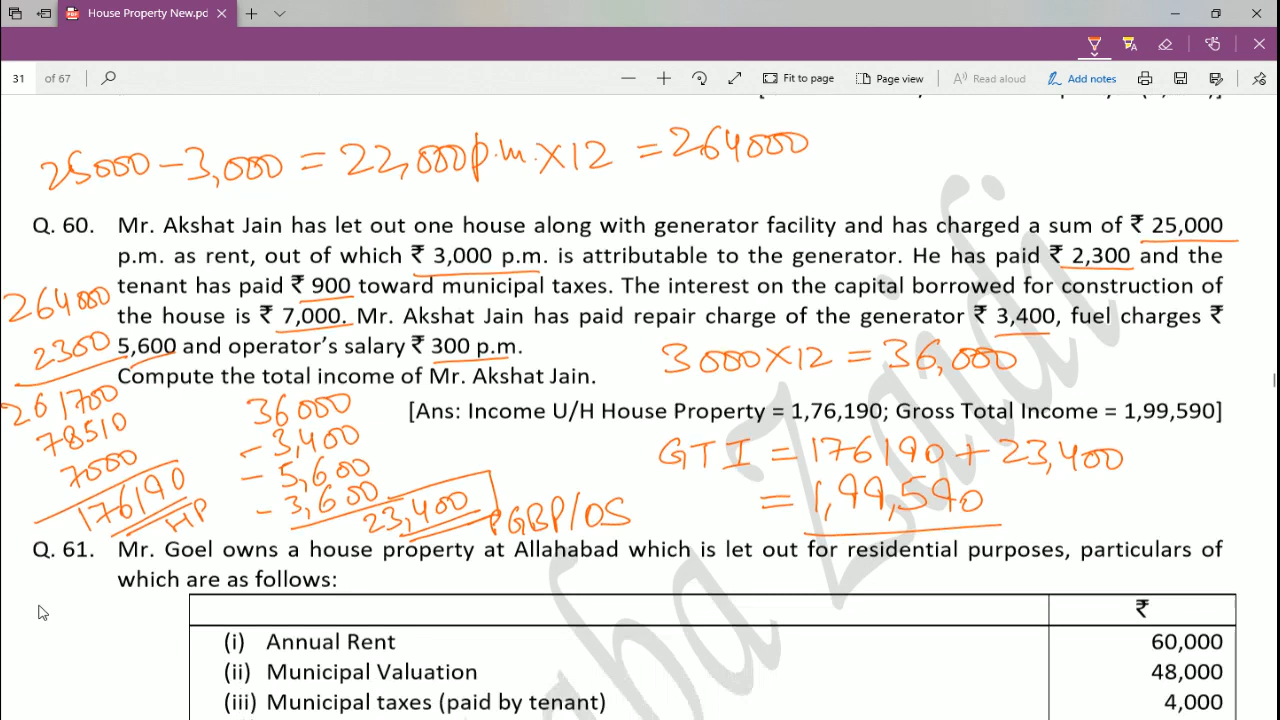 House Property New.pd
31 of 67 Fit to page Page view Read aloud Add notes
25000 - 3,000 = 22,000 p.m. × 12 = 264000
Q. 60. Mr. Akshat Jain has let out one house along with generator facility and has charged a sum of ₹ 25,000
p.m. as rent, out of which ₹ 3,000 p.m. is attributable to the generator. He has paid ₹ 2,300 and the
tenant has paid ₹ 900 toward municipal taxes. The interest on the capital borrowed for construction of
the house is ₹ 7,000. Mr. Akshat Jain has paid repair charge of the generator ₹ 3,400, fuel charges ₹
5,600 and operator's salary ₹ 300 p.m.
Compute the total income of Mr. Akshat Jain.
[Ans: Income U/H House Property = 1,76,190; Gross Total Income = 1,99,590]
264000
2300
261700
78510
7000
176190
HP
3000 × 12 = 36,000
36000
- 3,400
- 5,600
- 3,600
23,400 PGBP/OS
GTI = 176190 + 23,400
= 1,99,590
Q. 61. Mr. Goel owns a house property at Allahabad which is let out for residential purposes, particulars of
which are as follows:
₹
(i) Annual Rent 60,000
(ii) Municipal Valuation 48,000
(iii) Municipal taxes (paid by tenant) 4,000
Zaidi